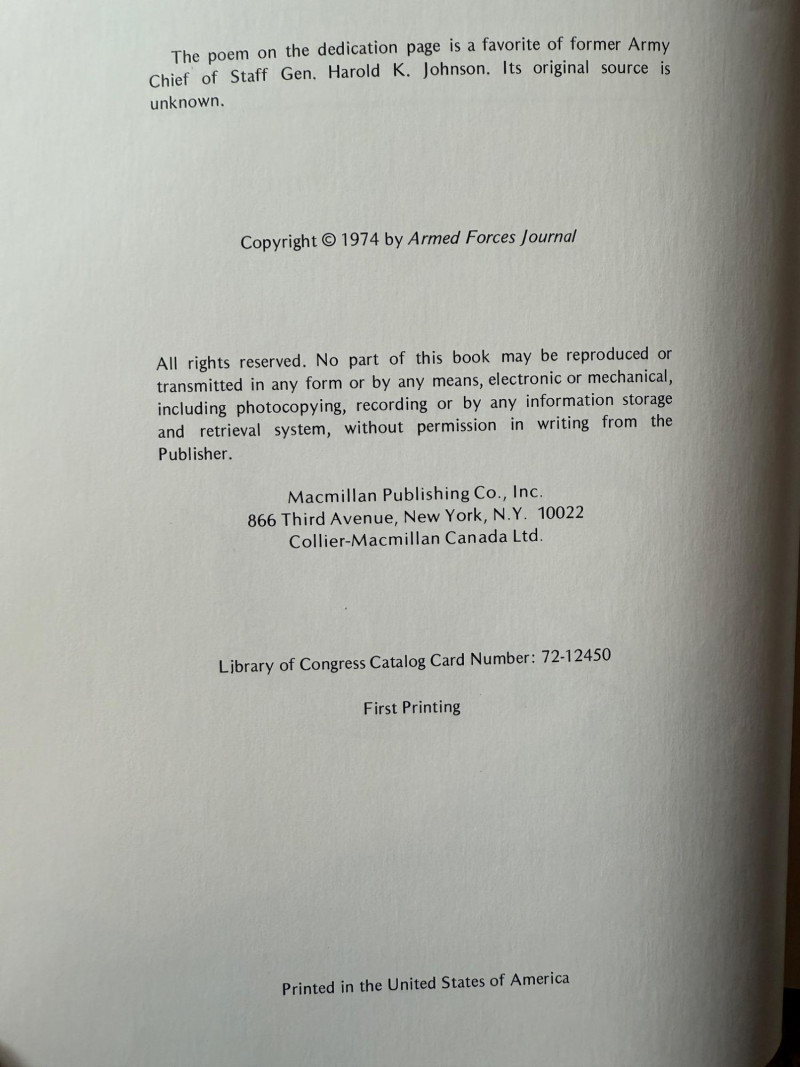 The poem on the dedication page is a favorite of former Army
Chief of Staff Gen. Harold K. Johnson. Its original source is
unknown.
Copyright © 1974 by Armed Forces Journal
All rights reserved. No part of this book may be reproduced or
transmitted in any form or by any means, electronic or mechanical,
including photocopying, recording or by any information storage
and retrieval system, without permission in writing from the
Publisher.
Macmillan Publishing Co., Inc.
866 Third Avenue, New York, N.Y. 10022
Collier-Macmillan Canada Ltd.
Library of Congress Catalog Card Number: 72-12450
First Printing
Printed in the United States of America